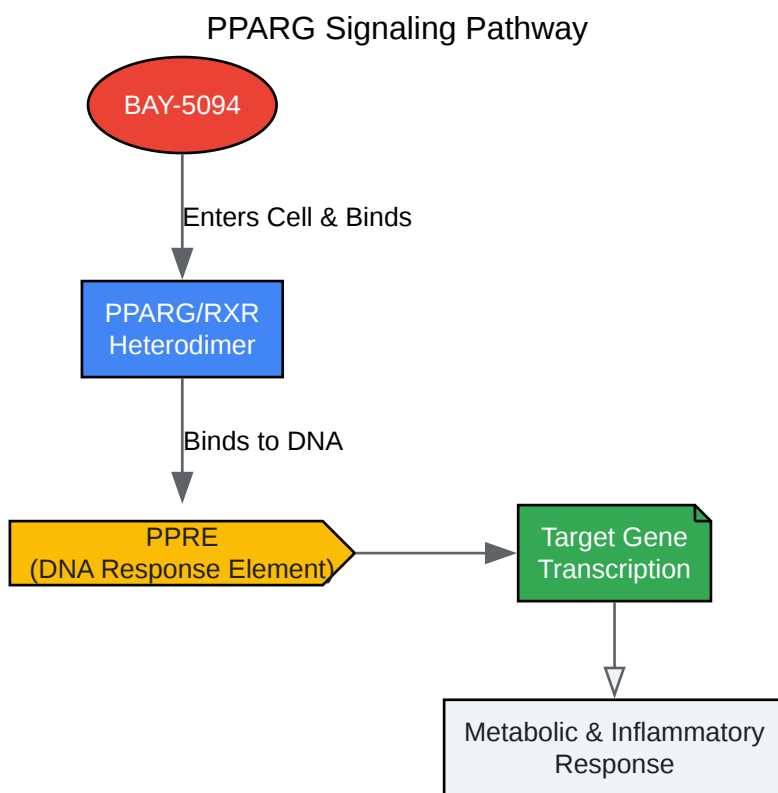 PPARG Signaling Pathway
BAY-5094
Enters Cell & Binds
PPARG/RXR
Heterodimer
Binds to DNA
PPRE
(DNA Response Element)
Target Gene
Transcription
Metabolic & Inflammatory
Response